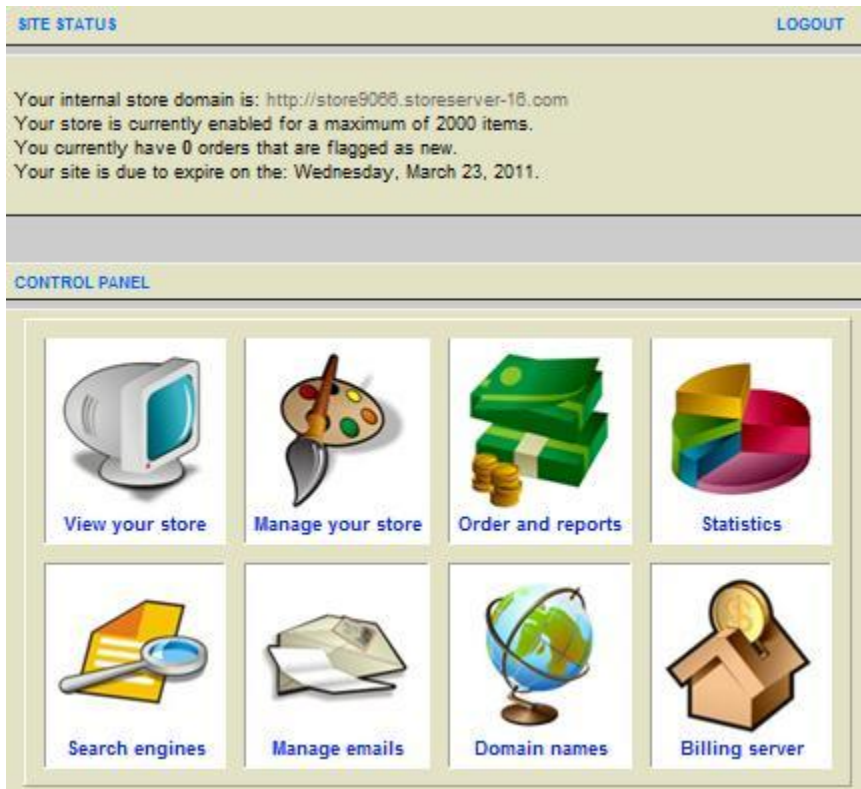 SITE STATUS LOGOUT
Your internal store domain is: http://store9066.storeserver-16.com
Your store is currently enabled for a maximum of 2000 items.
You currently have 0 orders that are flagged as new.
Your site is due to expire on the: Wednesday, March 23, 2011.
CONTROL PANEL
View your store Manage your store Order and reports Statistics
Search engines Manage emails Domain names Billing server